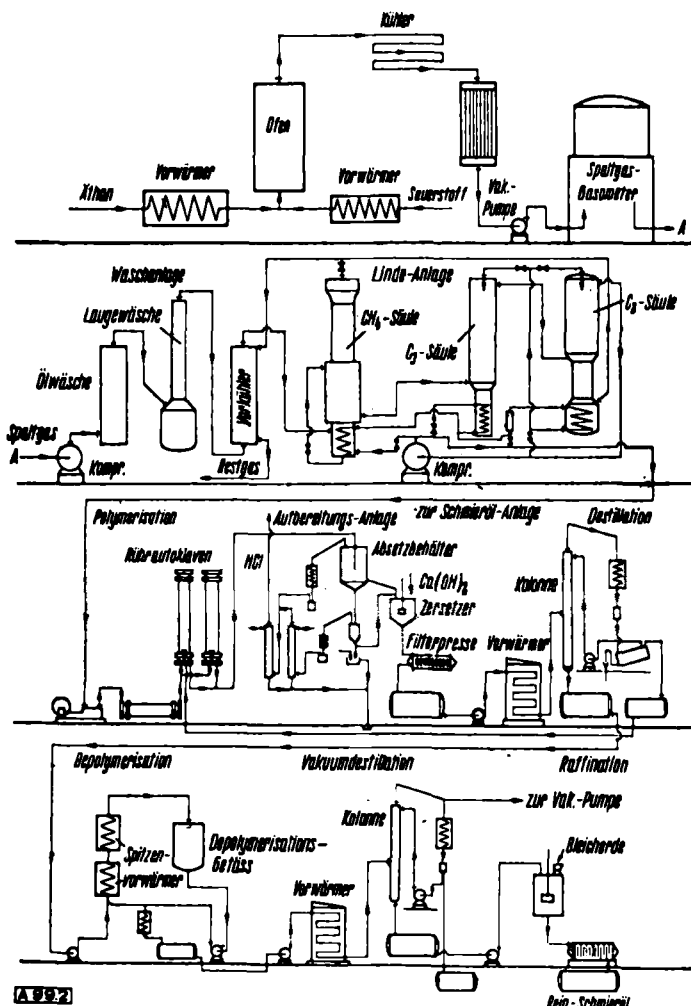 Kühler
Ofen
Vorwärmer
Vorwärmer
Äthan
Sauerstoff
Vak.-
Pumpe
Spaltgas-
Gasometer
A
Waschanlage
Laugewäsche
Ölwäsche
Spaltgas
A
Kompr.
Restgas
Vorkühler
Linde-Anlage
CH₄-Säule
C₂-Säule
C₃-Säule
Kompr.
Polymerisation
Rührautoklaven
Aufbereitungs-Anlage
zur Schmieröl-Anlage
Destillation
HCl
Absetzbehälter
Ca(OH)₂
Zersetzer
Filterpresse
Vorwärmer
Kolonne
Depolymerisation
Vakuumdestillation
Raffination
Spitzen-
vorwärmer
Depolymerisations-
Gefäss
Vorwärmer
Kolonne
zur Vak.-Pumpe
Bleicherde
Rein-Schmieröl
A 99.2